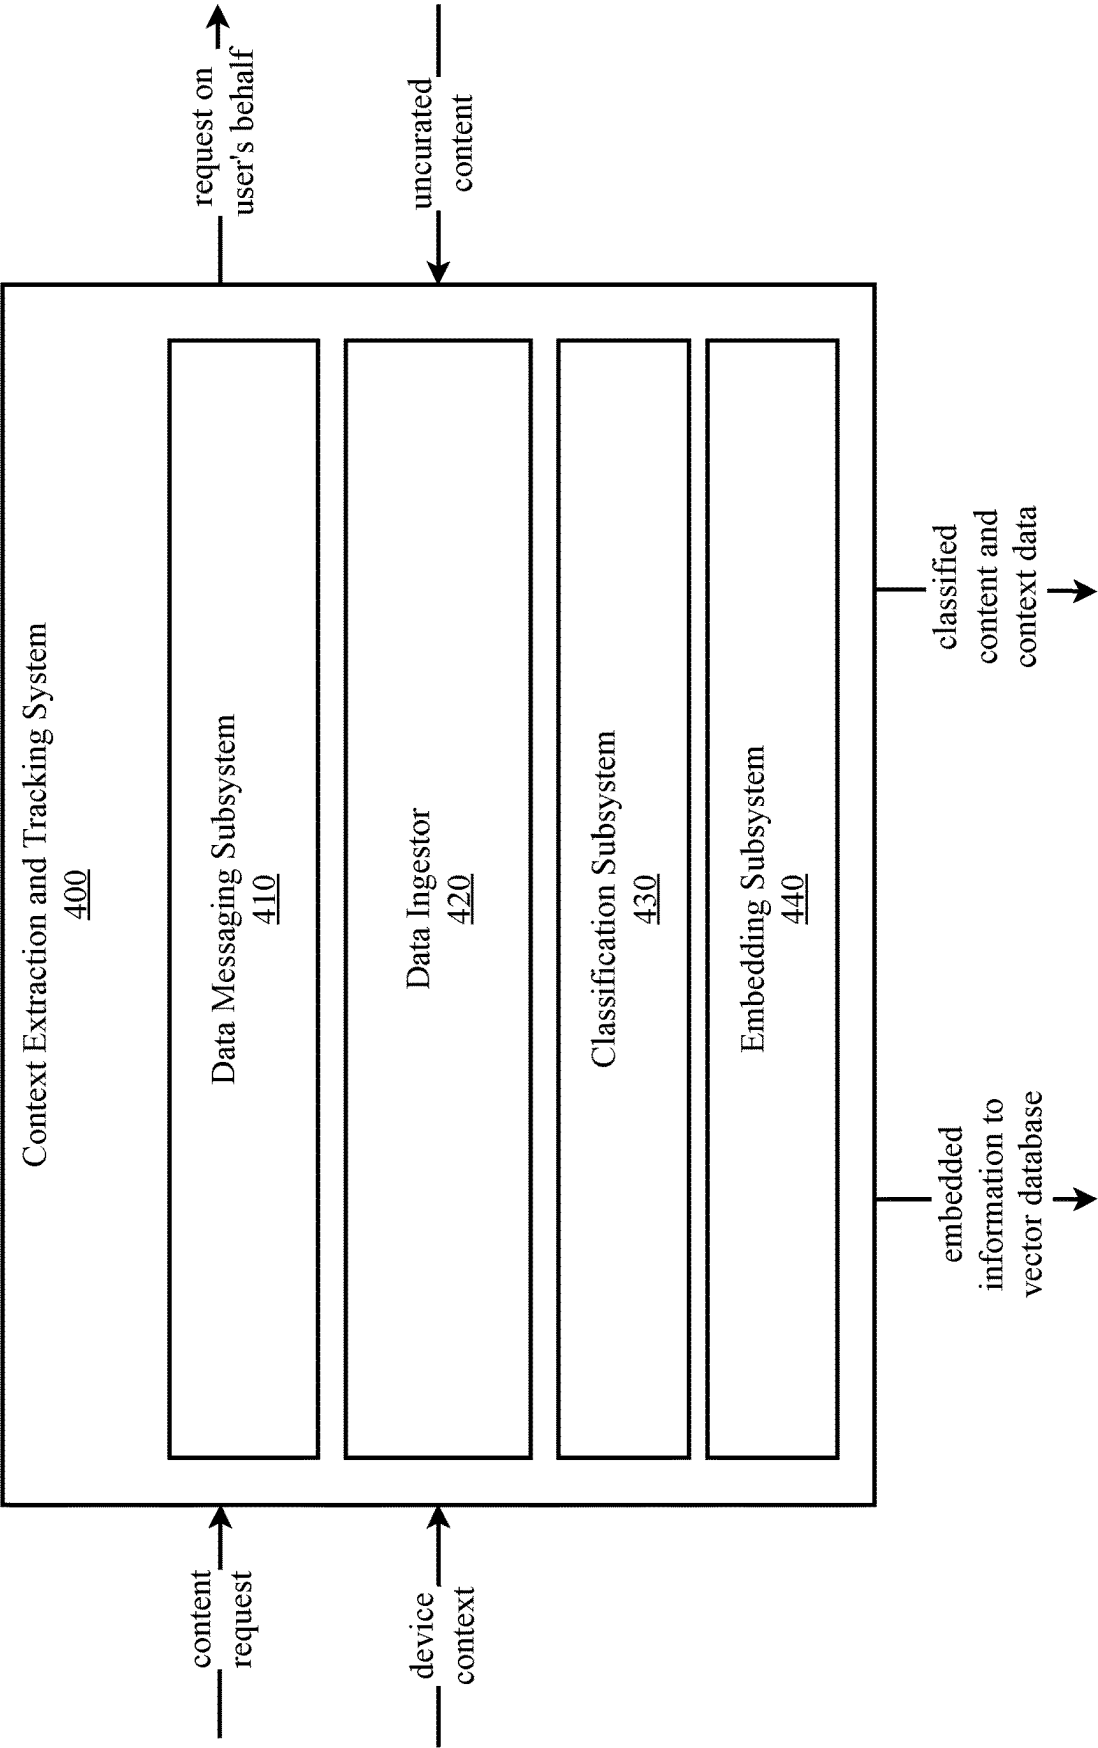 Context Extraction and Tracking System
400
content
request
request on
user's behalf
Data Messaging Subsystem
410
device
context
uncurated
content
Data Ingestor
420
Classification Subsystem
430
Embedding Subsystem
440
embedded
information to
vector database
classified
content and
context data